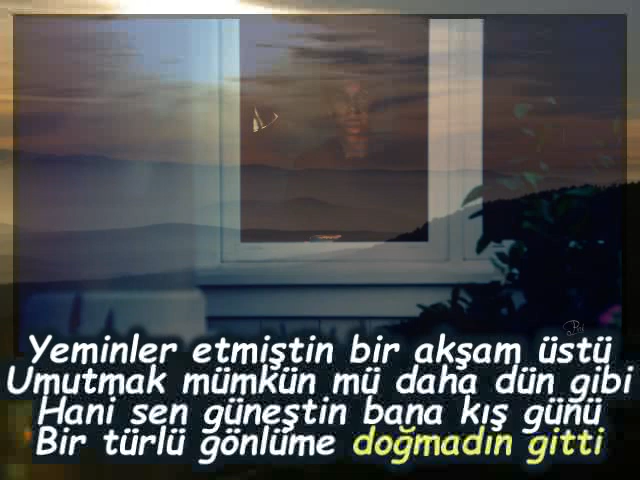 Yeminler etmiştin bir akşam üstü
Umutmak mümkün mü daha dün gibi
Hani sen güneştin bana kış günü
Bir türlü gönlüme doğmadın gitti